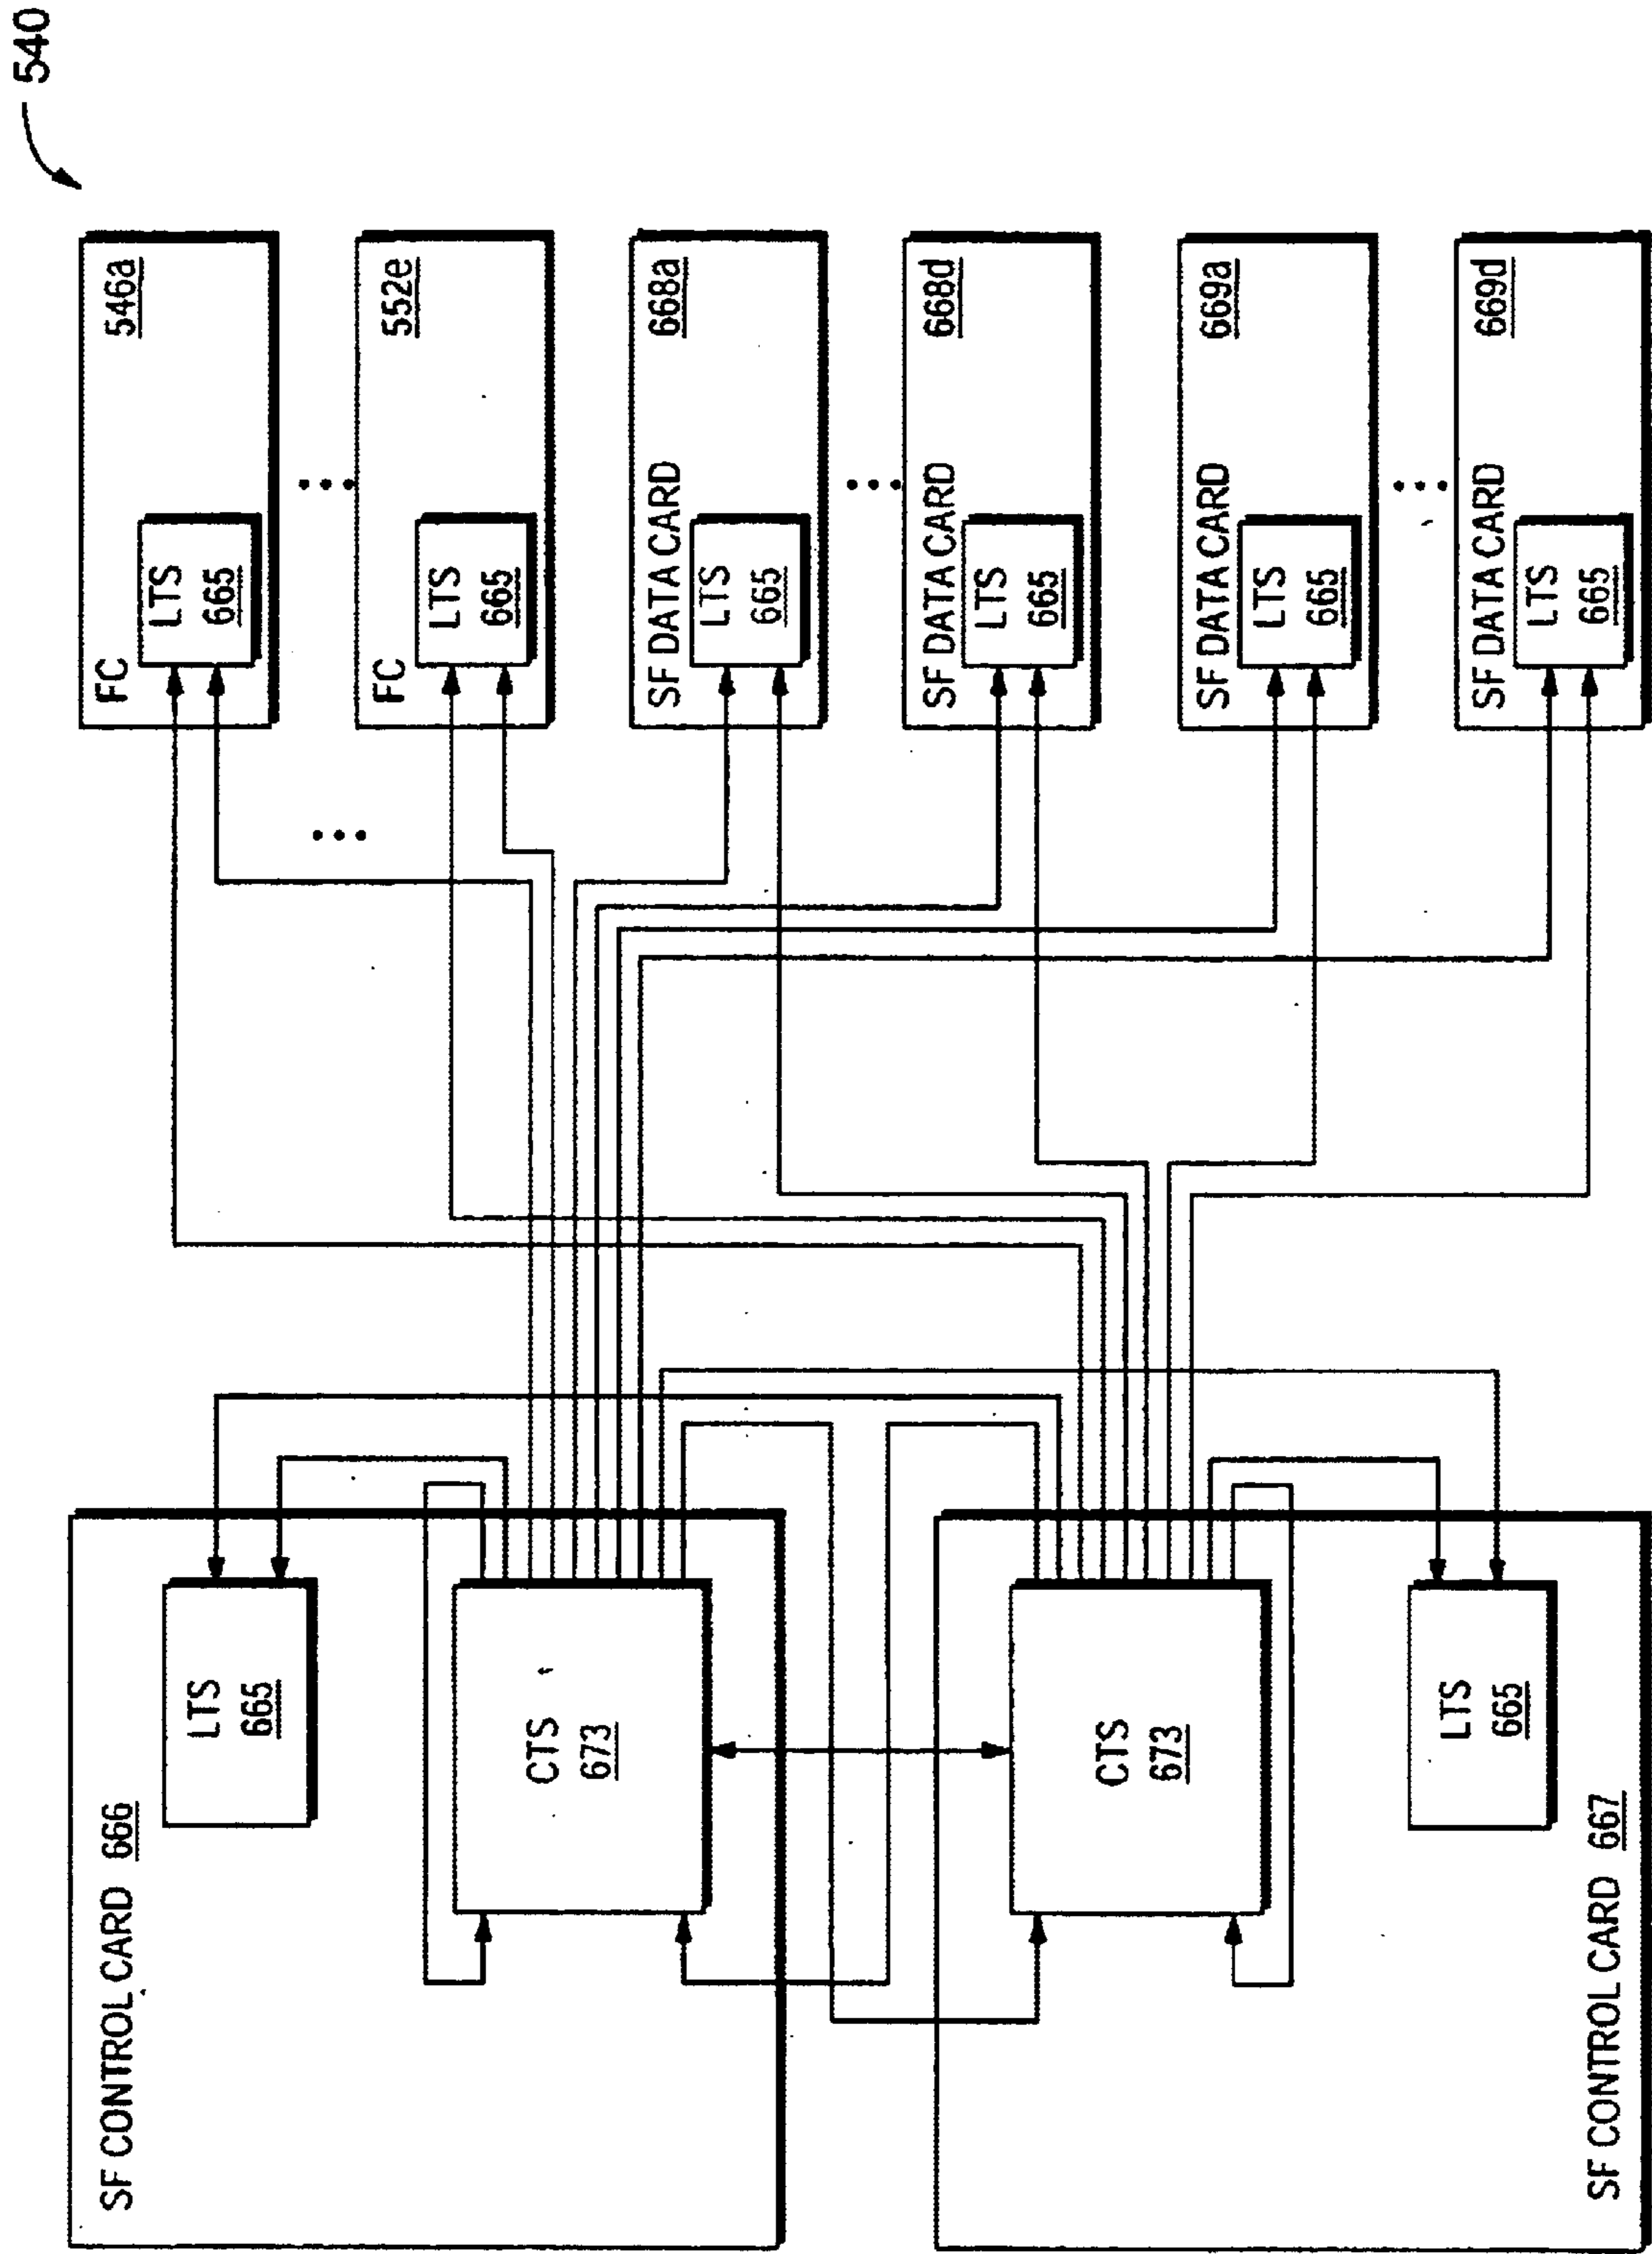 540
SF CONTROL CARD 666
LTS
665
CTS
673
SF CONTROL CARD 667
CTS
673
LTS
665
FC
546a
LTS
665
...
FC
552e
LTS
665
...
SF DATA CARD
668a
LTS
665
...
SF DATA CARD
668d
LTS
665
SF DATA CARD
669a
LTS
665
...
SF DATA CARD
669d
LTS
665